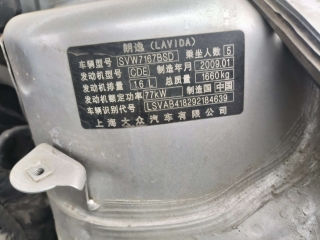 朗逸 (LAVIDA)
车辆型号 SVW7167BSD 乘坐人数 5
发动机型号 CDE 制造年月 2009.01
发动机排量 1.6 L 总质量 1660kg
发动机额定功率 77kW 制造国 中国
车辆识别代号 LSVAB418292184639
上海大众汽车有限公司